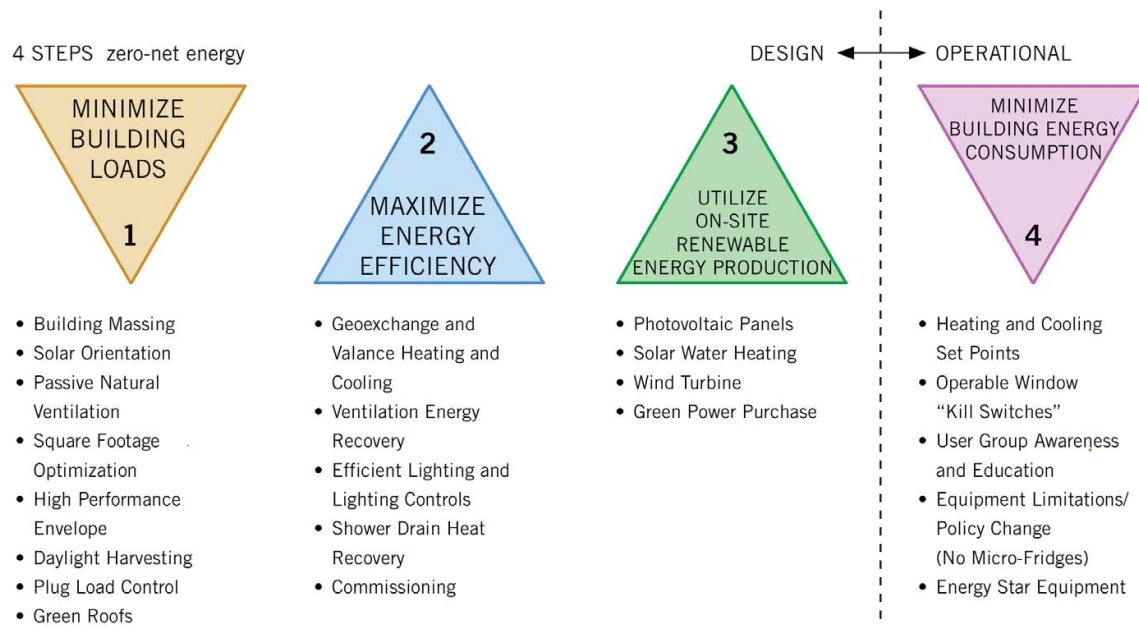 4 STEPS zero-net energy
DESIGN
OPERATIONAL
MINIMIZE
BUILDING
LOADS
1
• Building Massing
• Solar Orientation
• Passive Natural
Ventilation
• Square Footage
Optimization
• High Performance
Envelope
• Daylight Harvesting
• Plug Load Control
• Green Roofs
2
MAXIMIZE
ENERGY
EFFICIENCY
• Geoexchange and
Valance Heating and
Cooling
• Ventilation Energy
Recovery
• Efficient Lighting and
Lighting Controls
• Shower Drain Heat
Recovery
• Commissioning
3
UTILIZE
ON-SITE
RENEWABLE
ENERGY PRODUCTION
• Photovoltaic Panels
• Solar Water Heating
• Wind Turbine
• Green Power Purchase
MINIMIZE
BUILDING ENERGY
CONSUMPTION
4
• Heating and Cooling
Set Points
• Operable Window
“Kill Switches”
• User Group Awareness
and Education
• Equipment Limitations/
Policy Change
(No Micro-Fridges)
• Energy Star Equipment